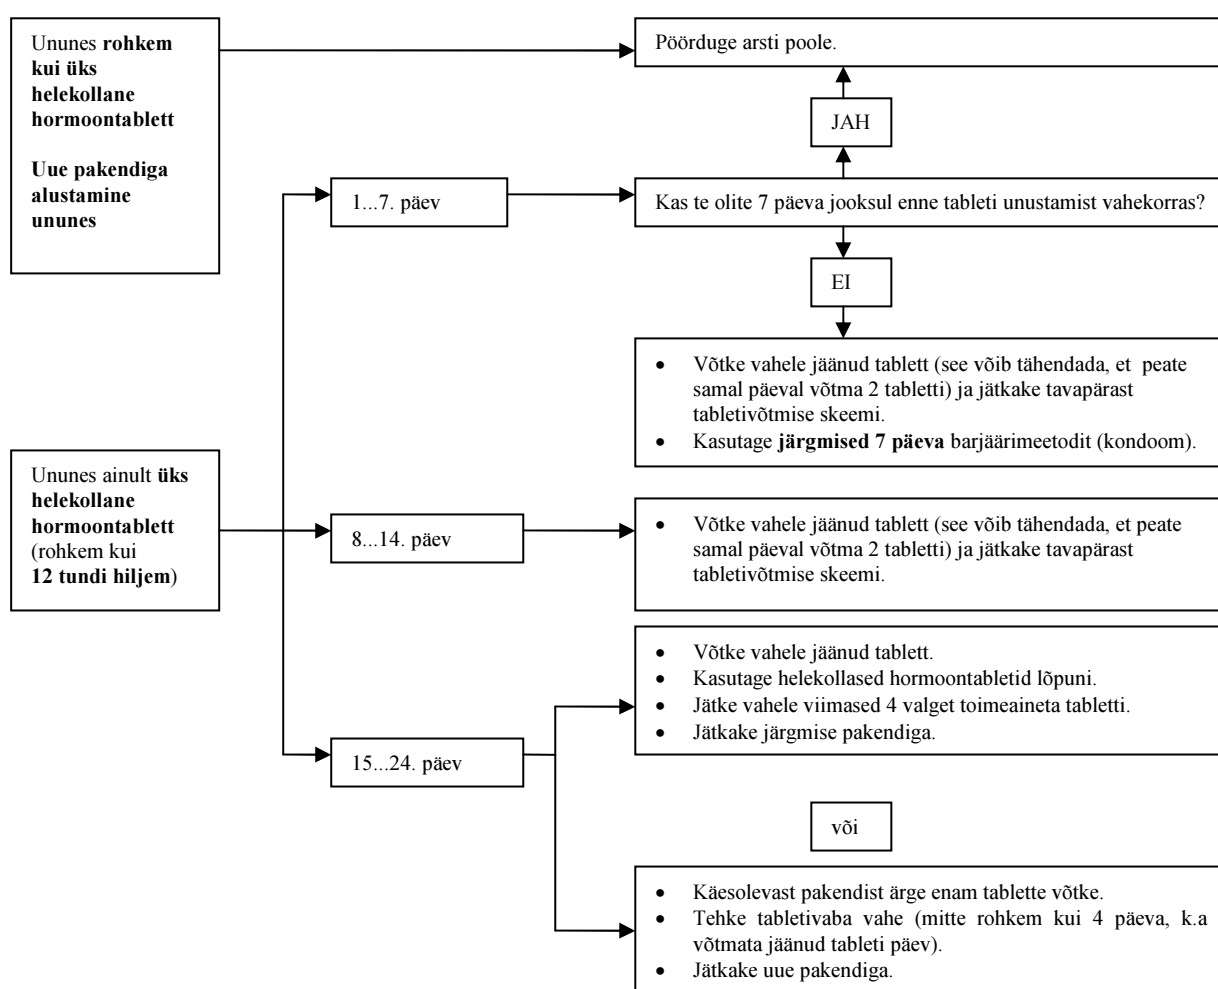 Ununes rohkem
kui üks
helekollane
hormoontablett
Uue pakendiga
alustamine
ununes
Pöörduge arsti poole.
JAH
1...7. päev
Kas te olite 7 päeva jooksul enne tableti unustamist vahekorras?
EI
• Võtke vahele jäänud tablett (see võib tähendada, et peate
samal päeval võtma 2 tabletti) ja jätkake tavapärast
tabletivõtmise skeemi.
• Kasutage järgmised 7 päeva barjäärimeetodit (kondoom).
Ununes ainult üks
helekollane
hormoontablett
(rohkem kui
12 tundi hiljem)
8...14. päev
• Võtke vahele jäänud tablett (see võib tähendada, et peate
samal päeval võtma 2 tabletti) ja jätkake tavapärast
tabletivõtmise skeemi.
15...24. päev
• Võtke vahele jäänud tablett.
• Kasutage helekollased hormoontabletid lõpuni.
• Jätke vahele viimased 4 valget toimeaineta tabletti.
• Jätkake järgmise pakendiga.
või
• Käesolevast pakendist ärge enam tablette võtke.
• Tehke tabletivaba vahe (mitte rohkem kui 4 päeva, k.a
võtmata jäänud tableti päev).
• Jätkake uue pakendiga.